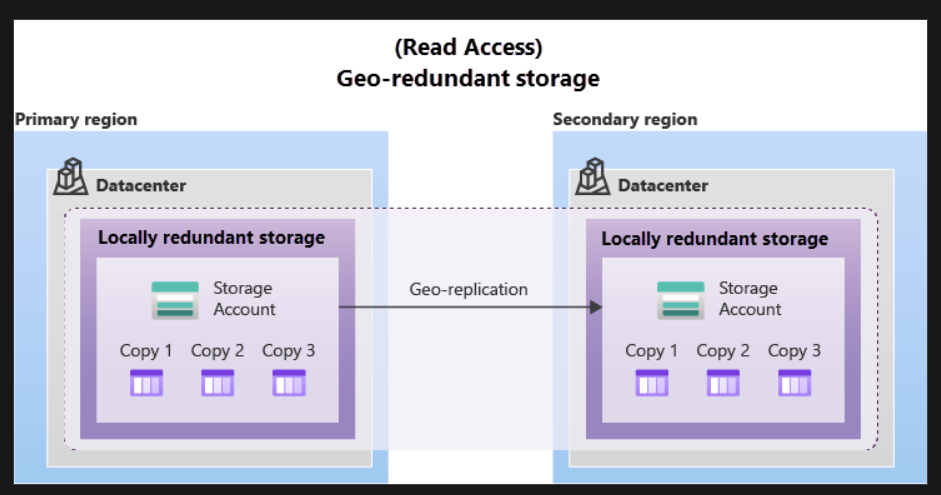 (Read Access)
Geo-redundant storage
Primary region
Secondary region
Datacenter
Datacenter
Locally redundant storage
Locally redundant storage
Storage
Account
Geo-replication
Storage
Account
Copy 1 Copy 2 Copy 3
Copy 1 Copy 2 Copy 3